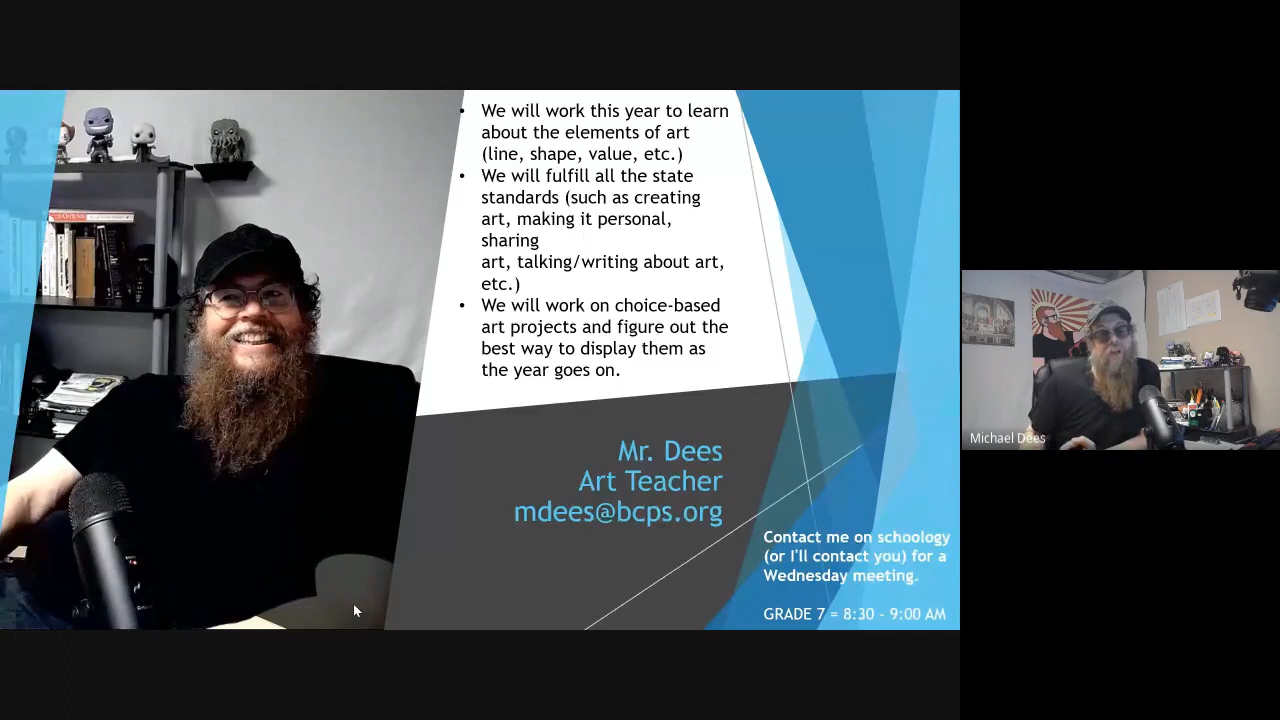 • We will work this year to learn
about the elements of art
(line, shape, value, etc.)
• We will fulfill all the state
standards (such as creating
art, making it personal,
sharing
art, talking/writing about art,
etc.)
• We will work on choice-based
art projects and figure out the
best way to display them as
the year goes on.
Mr. Dees
Art Teacher
mdees@bcps.org
Contact me on schoology
(or I'll contact you) for a
Wednesday meeting.
GRADE 7 = 8:30 - 9:00 AM
Michael Dees